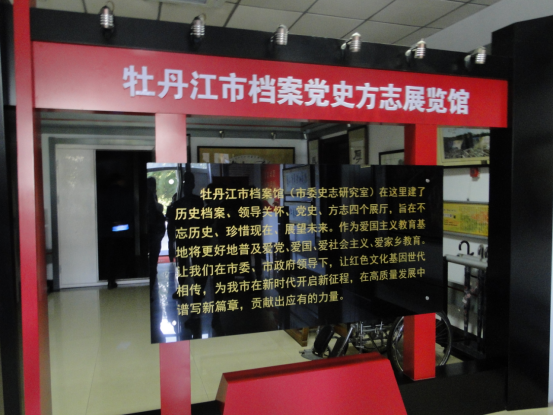 牡丹江市档案党史方志展览馆
牡丹江市档案馆（市委史志研究室）在这里建了
历史档案、领导关怀、党史、方志四个展厅，旨在不
忘历史、珍惜现在、展望未来。作为爱国主义教育基
地将更好地普及爱党、爱国、爱社会主义、爱家乡教育。
让我们在市委、市政府领导下，让红色文化基因世代
相传，为我市在新时代开启新征程，在高质量发展中
谱写新篇章，贡献出应有的力量。